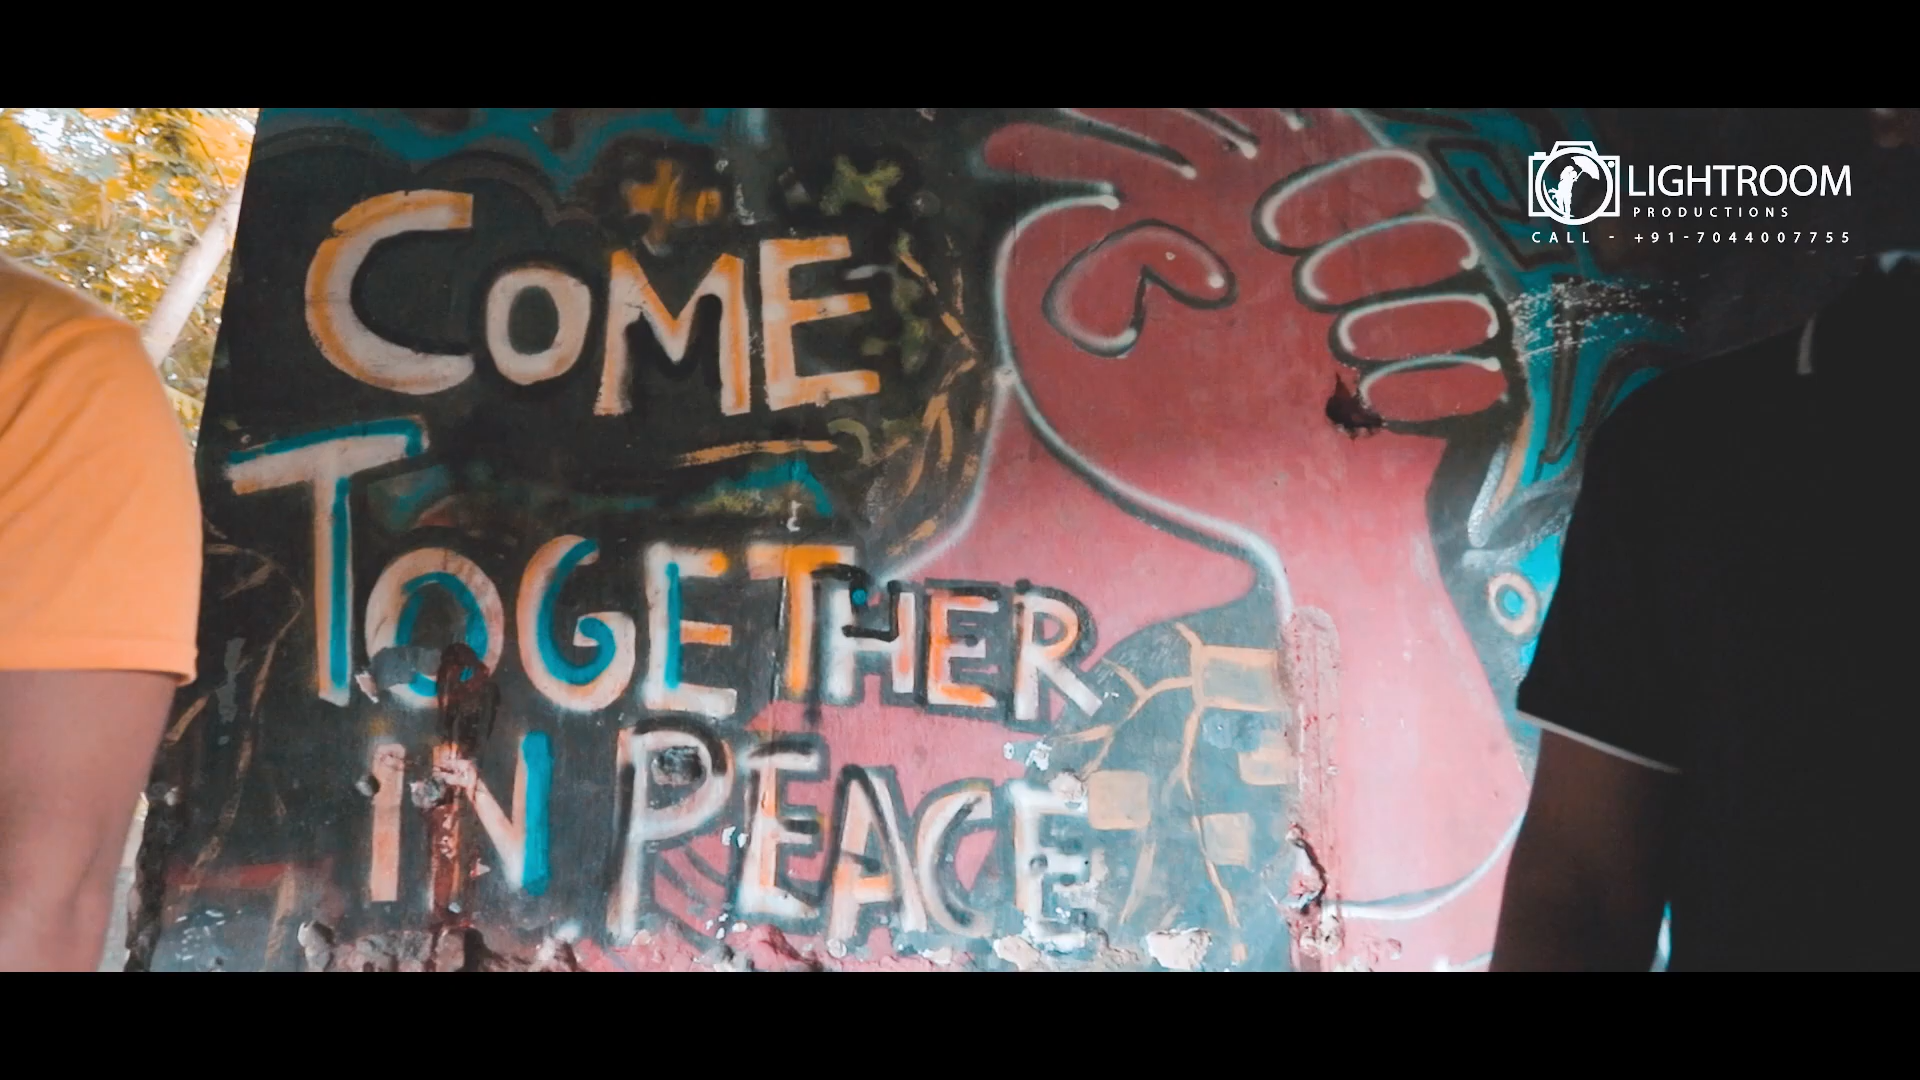 COME
TOGETHER
IN PEACE
LIGHTROOM
PRODUCTIONS
CALL - +91-7044007755